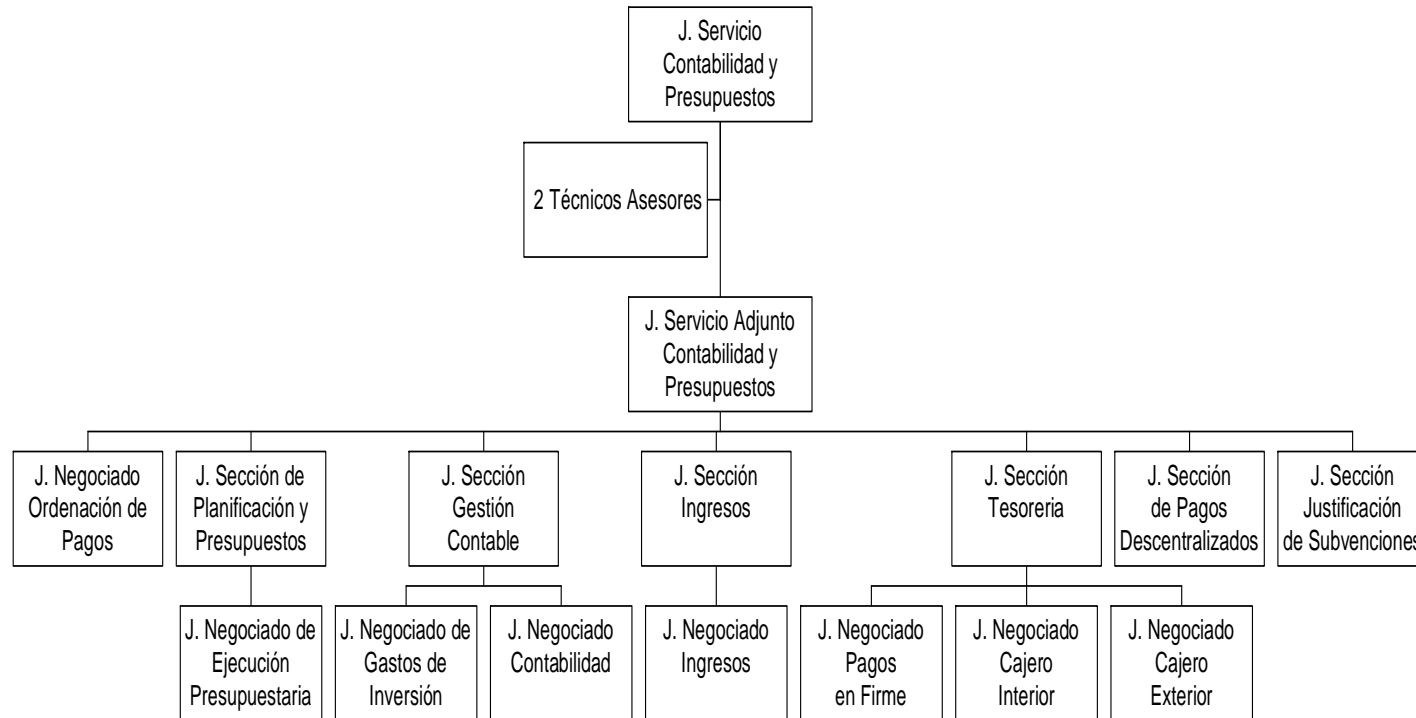 J. Servicio
Contabilidad y
Presupuestos
2 Técnicos Asesores
J. Servicio Adjunto
Contabilidad y
Presupuestos
J. Negociado
Ordenación de
Pagos
J. Sección de
Planificación y
Presupuestos
J. Sección
Gestión
Contable
J. Sección
Ingresos
J. Sección
Tesoreria
J. Sección
de Pagos
Descentralizados
J. Sección
Justificación
de Subvenciones
J. Negociado de
Ejecución
Presupuestaria
J. Negociado de
Gastos de
Inversión
J. Negociado
Contabilidad
J. Negociado
Ingresos
J. Negociado
Pagos
en Firme
J. Negociado
Cajero
Interior
J. Negociado
Cajero
Exterior